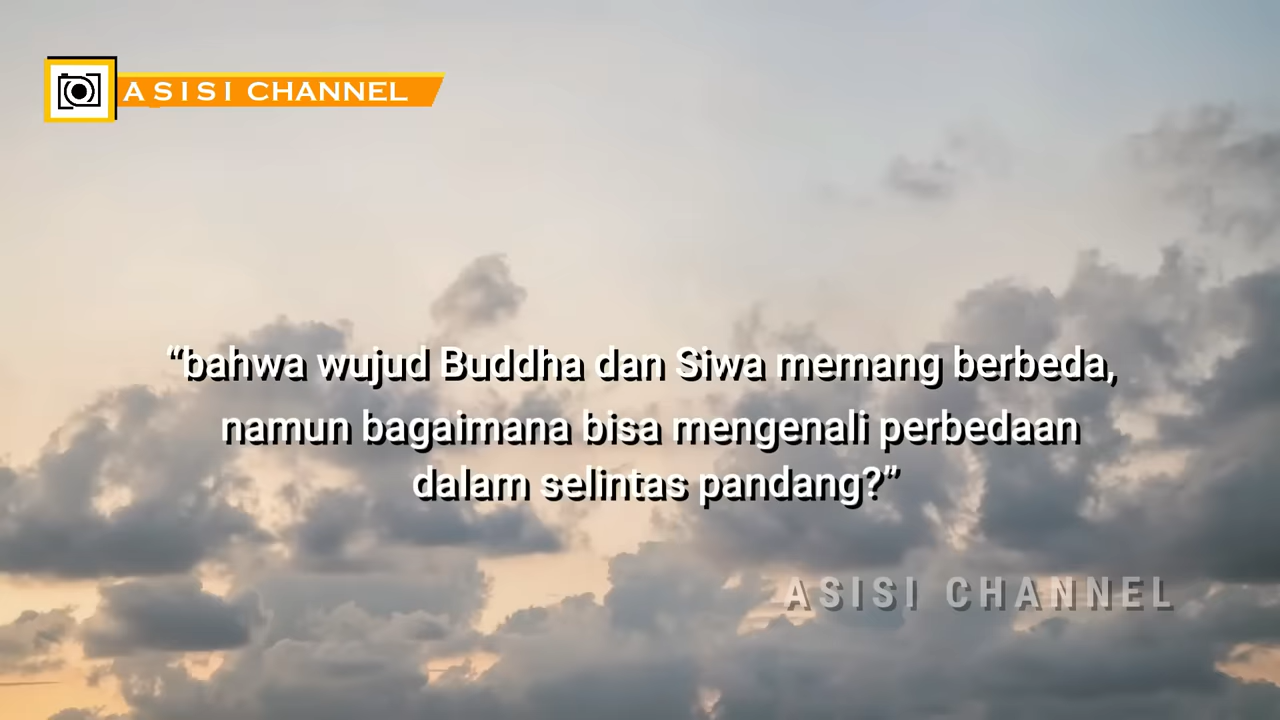 ASISI CHANNEL
“bahwa wujud Buddha dan Siwa memang berbeda,
namun bagaimana bisa mengenali perbedaan
dalam selintas pandang?”
ASISI CHANNEL